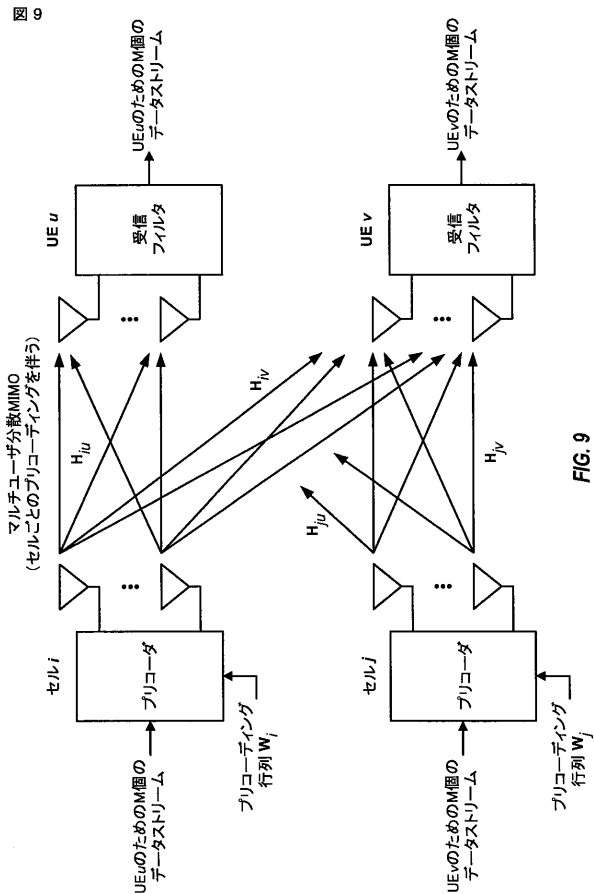 図 9
マルチユーザ分散MIMO
(セルごとのプリコーディングを伴う)
セル i
UE u
UEuのためのM個の
データストリーム
プリコーダ
プリコーディング
行列 Wi
Hiu
Hiv
受信
フィルタ
UEuのためのM個の
データストリーム
セル j
UE v
UEvのためのM個の
データストリーム
プリコーダ
プリコーディング
行列 Wj
Hju
Hjv
受信
フィルタ
UEvのためのM個の
データストリーム
FIG. 9